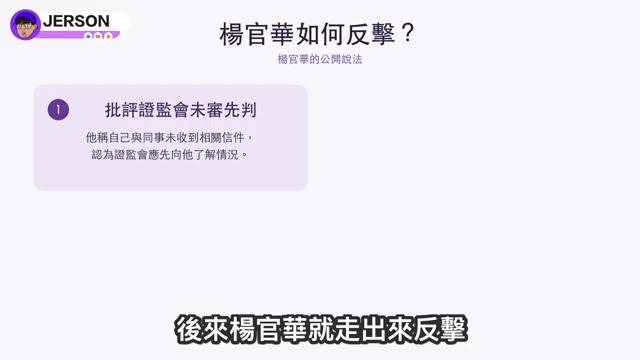 JERSON
楊官華如何反擊？
楊官華的公開說法
1
批評證監會未審先判
他稱自己與同事未收到相關信件，
認為證監會應先向他了解情況。
後來楊官華就走出來反擊